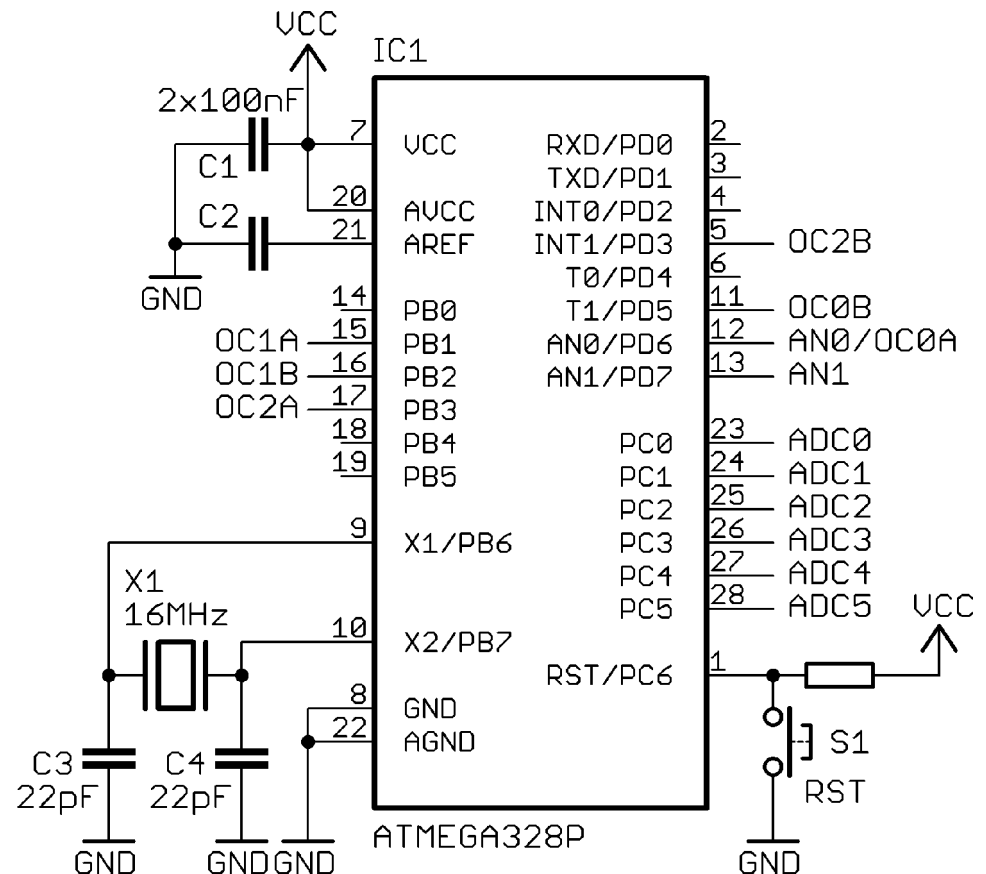 VCC
IC1
2x100nF
C1
C2
GND
7 VCC
20 AVCC
21 AREF
14 PB0
OC1A 15 PB1
OC1B 16 PB2
OC2A 17 PB3
18 PB4
19 PB5
9 X1/PB6
X1
16MHz
10 X2/PB7
8 GND
22 AGND
C3
22pF
C4
22pF
GND
GND
GND
RXD/PD0 2
TXD/PD1 3
INT0/PD2 4
INT1/PD3 5 OC2B
T0/PD4 6
T1/PD5 11 OC0B
AN0/PD6 12 AN0/OC0A
AN1/PD7 13 AN1
PC0 23 ADC0
PC1 24 ADC1
PC2 25 ADC2
PC3 26 ADC3
PC4 27 ADC4
PC5 28 ADC5
RST/PC6 1
VCC
S1
RST
GND
ATMEGA328P